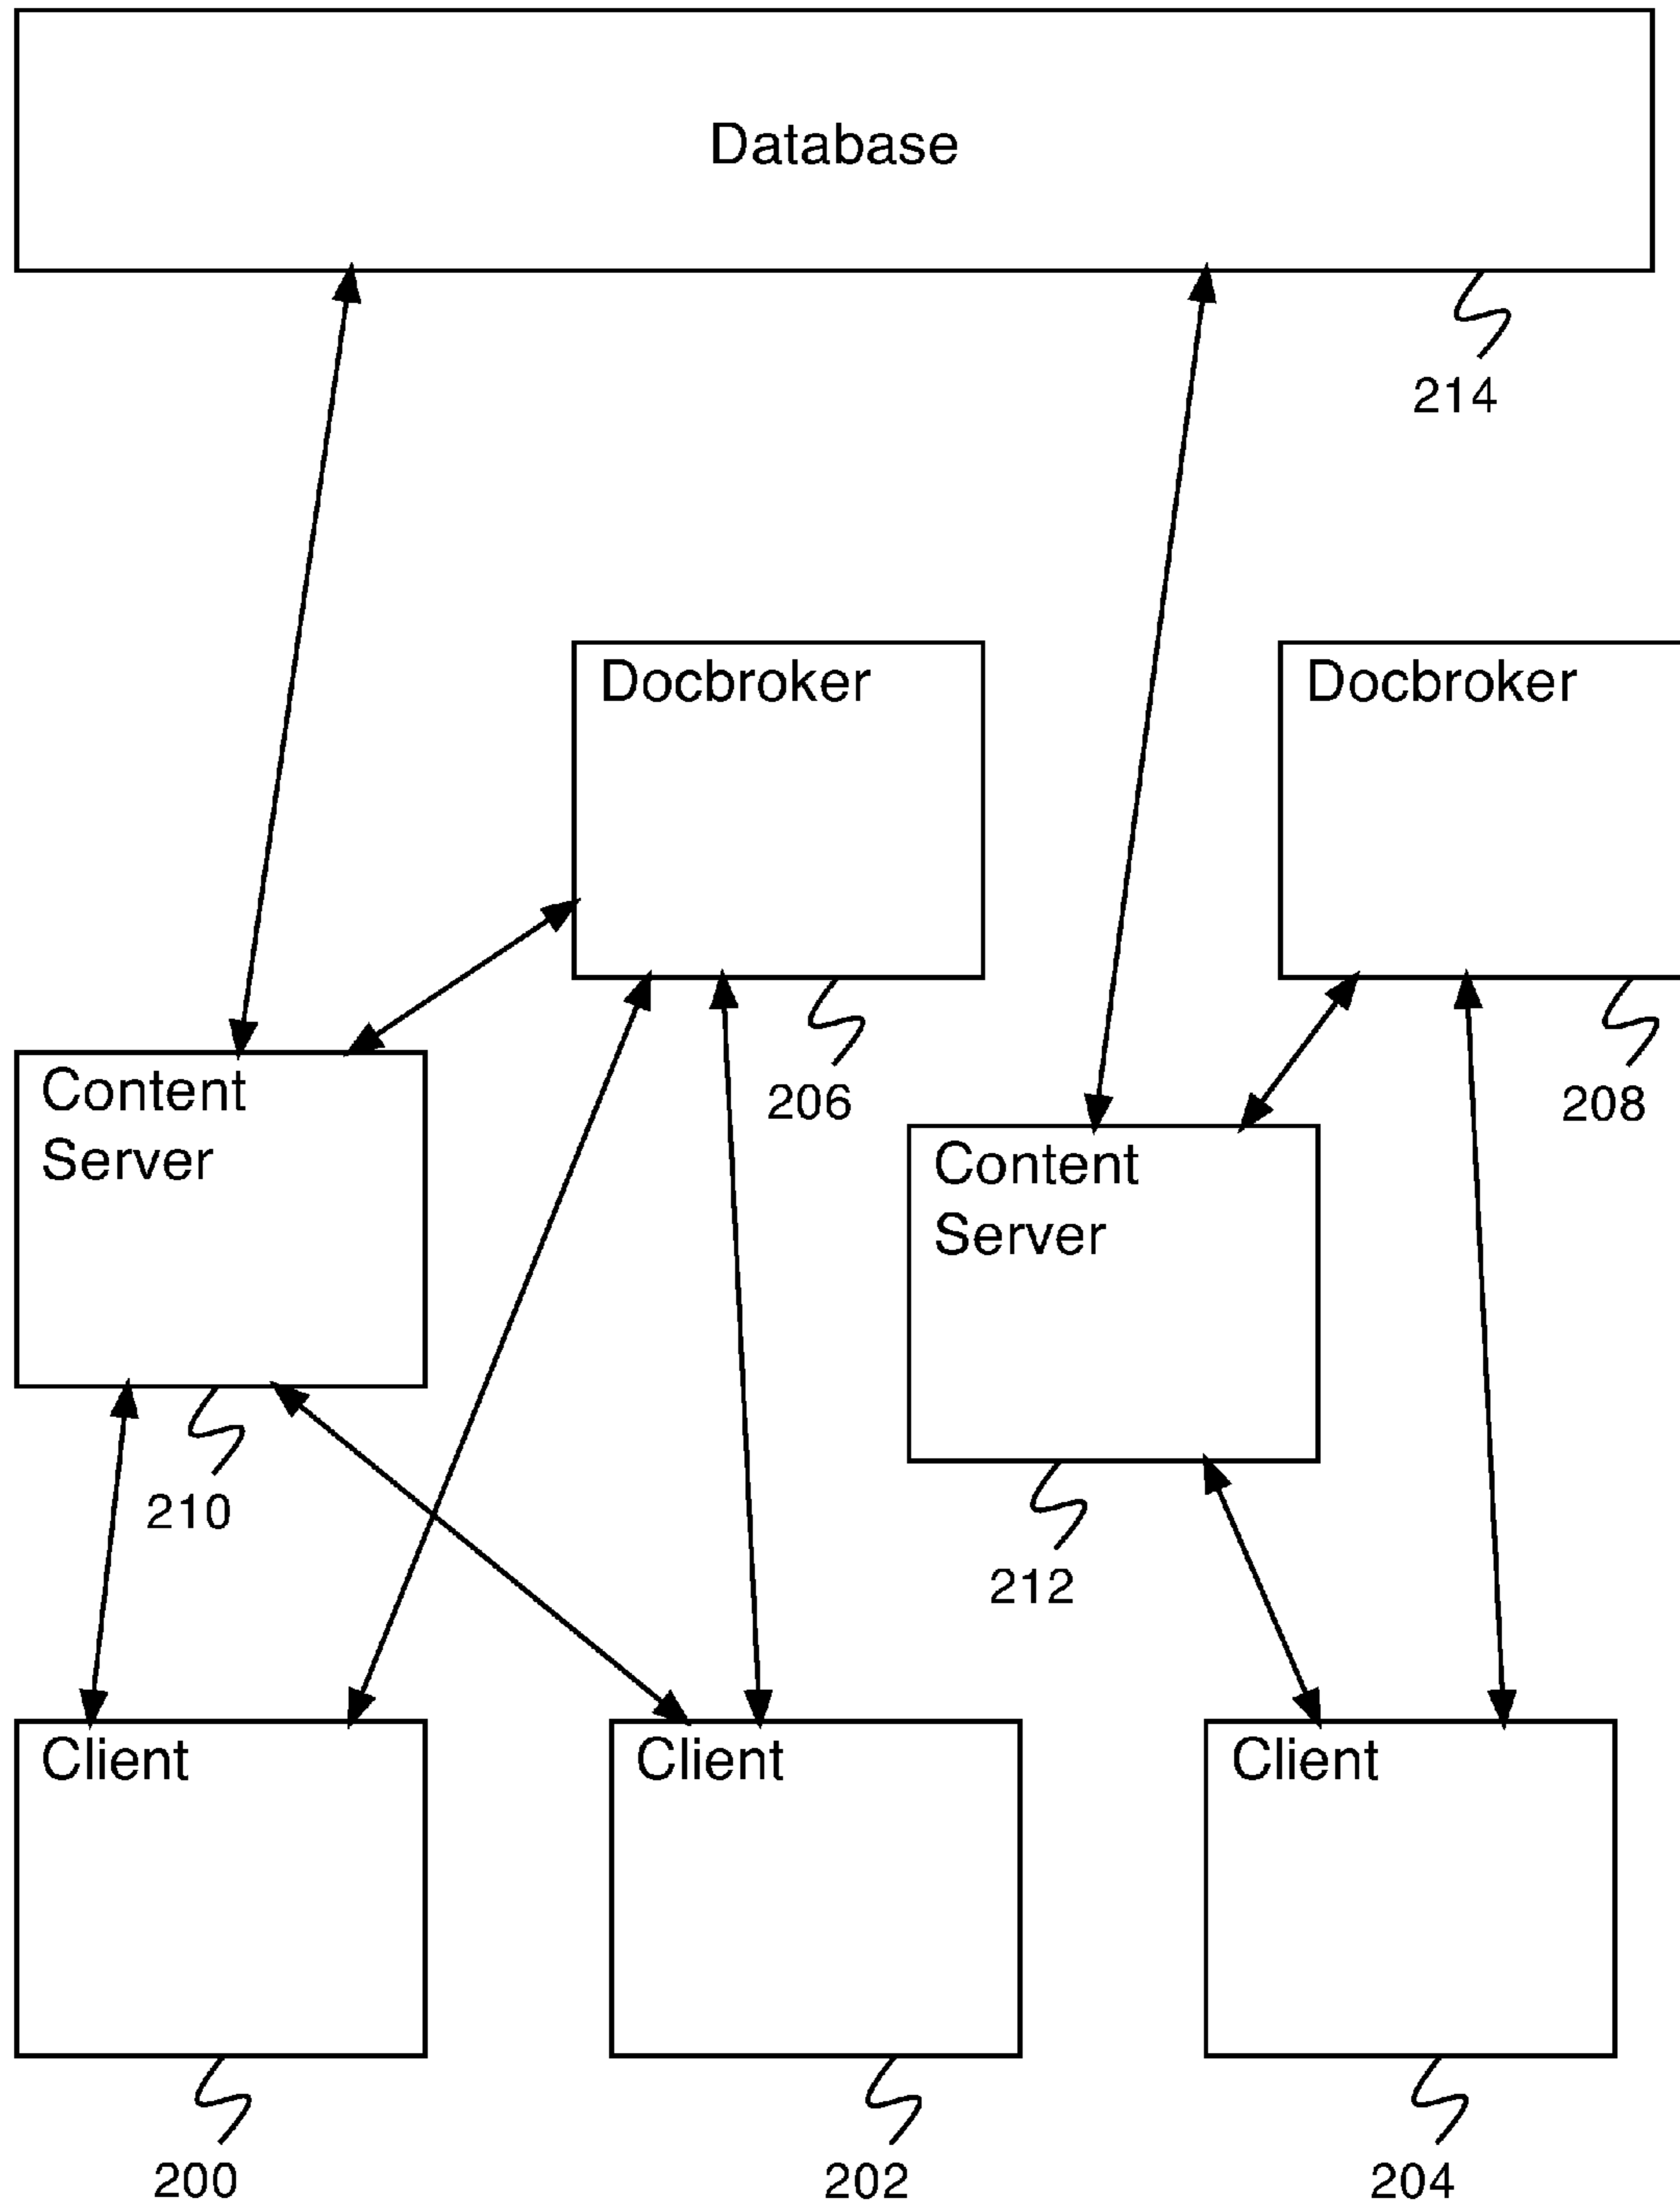 Database
214
Docbroker
Docbroker
206
208
Content
Server
Content
Server
210
212
Client
Client
Client
200
202
204